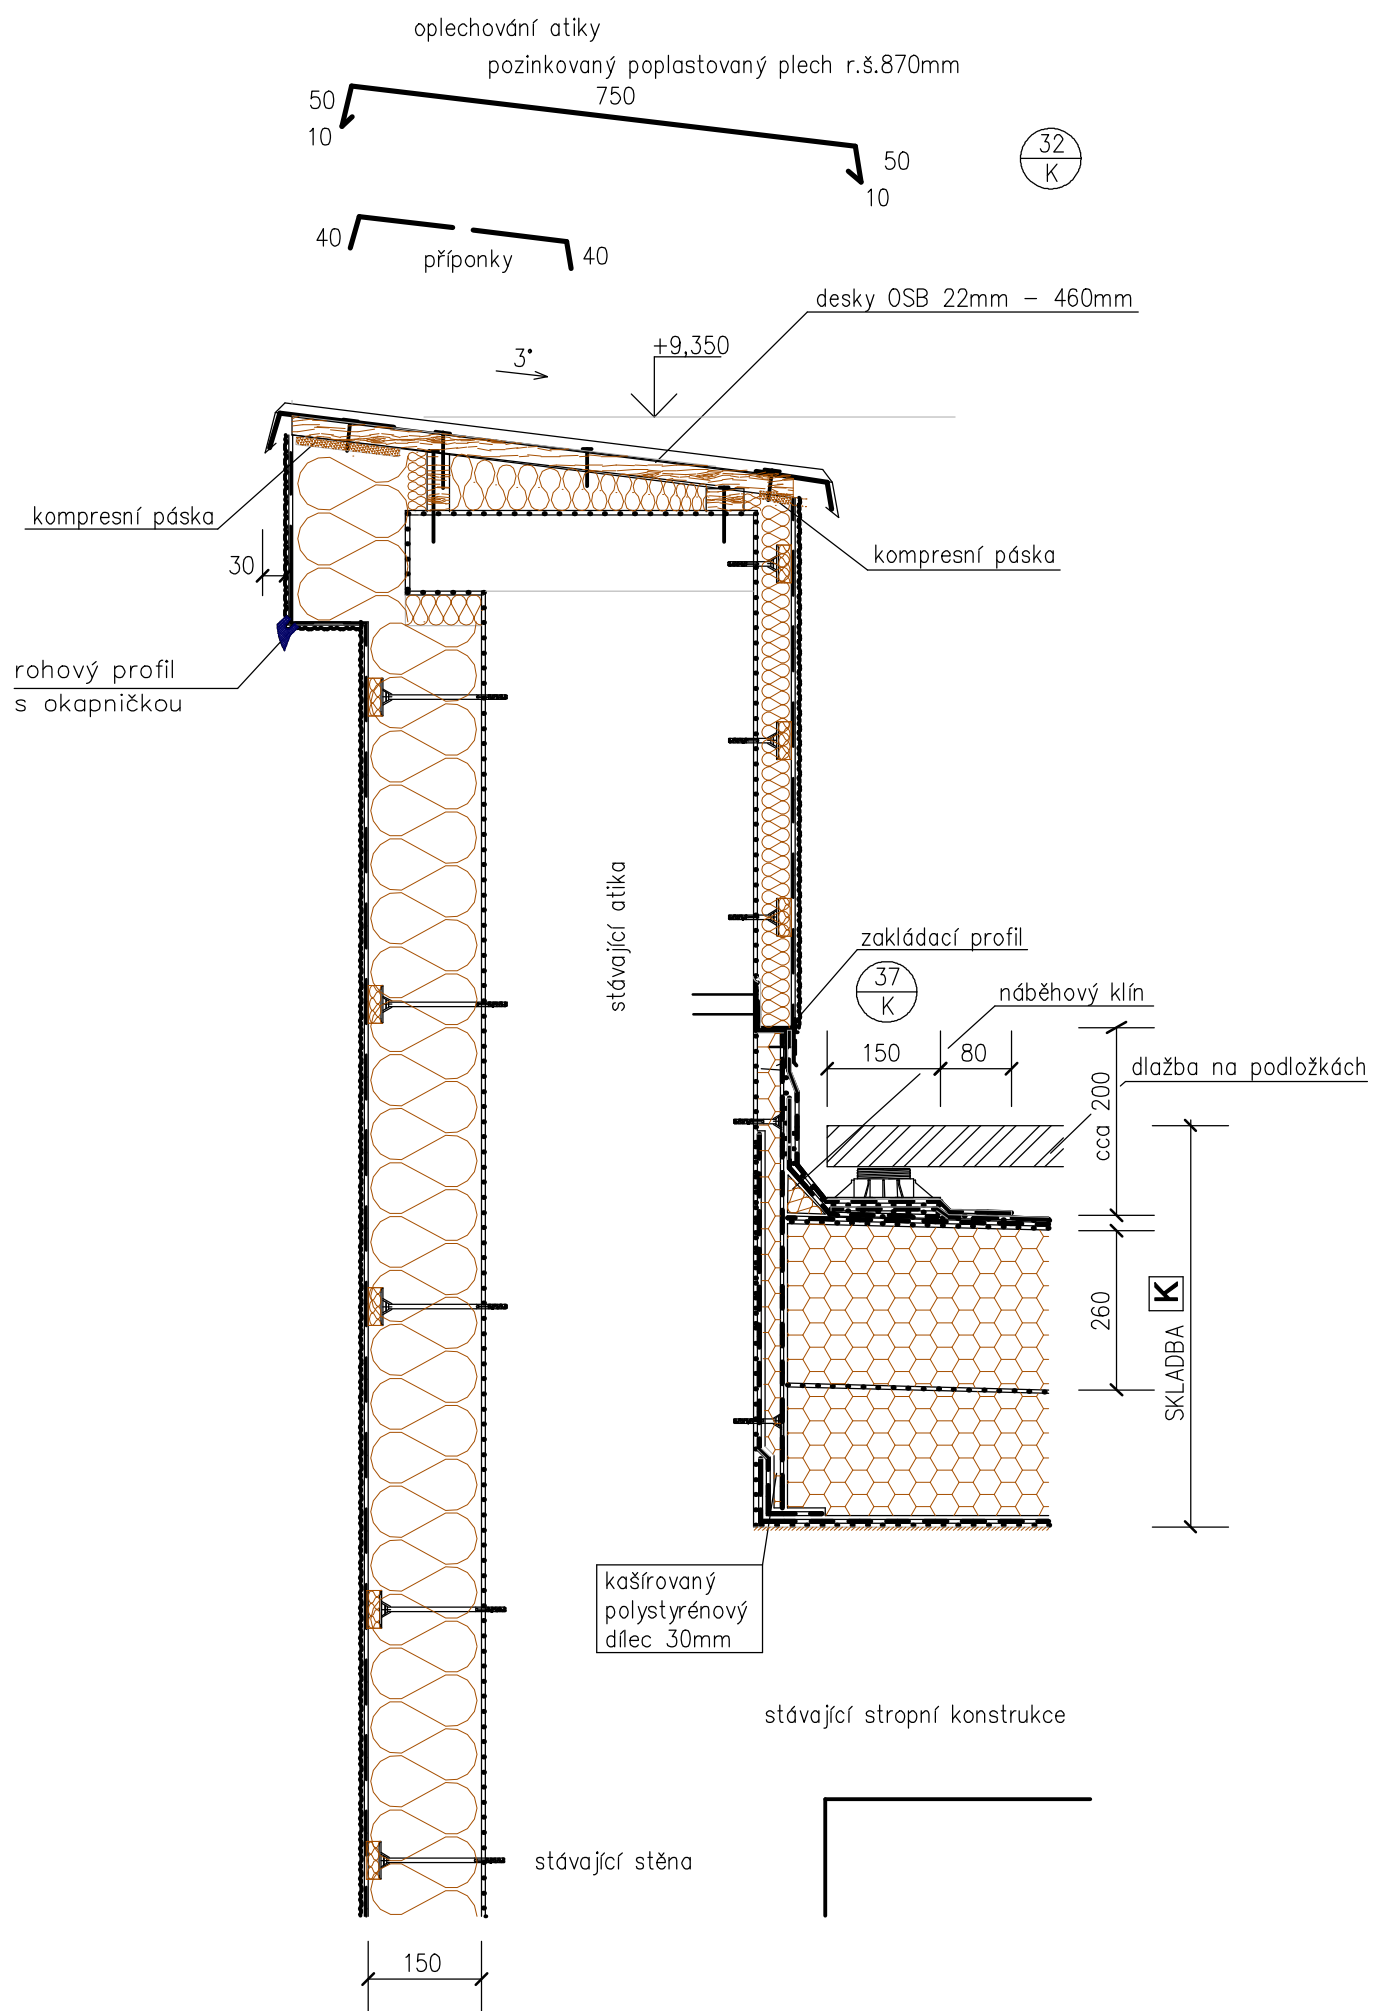 oplechování atiky
pozinkovaný poplastovaný plech r.š.870mm
750
50
10
50
10
32
K
40
příponky
40
desky OSB 22mm – 460mm
+9,350
3°
kompresní páska
kompresní páska
30
rohový profil
s okapničkou
stávající atika
zakládací profil
37
K
náběhový klín
150
80
dlažba na podložkách
cca 200
260
SKLADBA K
kašírovaný
polystyrénový
dílec 30mm
stávající stropní konstrukce
stávající stěna
150